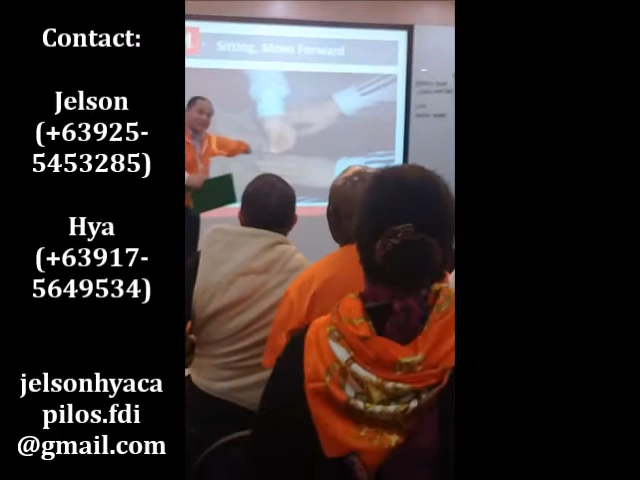 Contact:
Jelson
(+63925-
5453285)
Hya
(+63917-
5649534)
jelsonhyaca
pilos.fdi
@gmail.com
Sitting, Move Forward